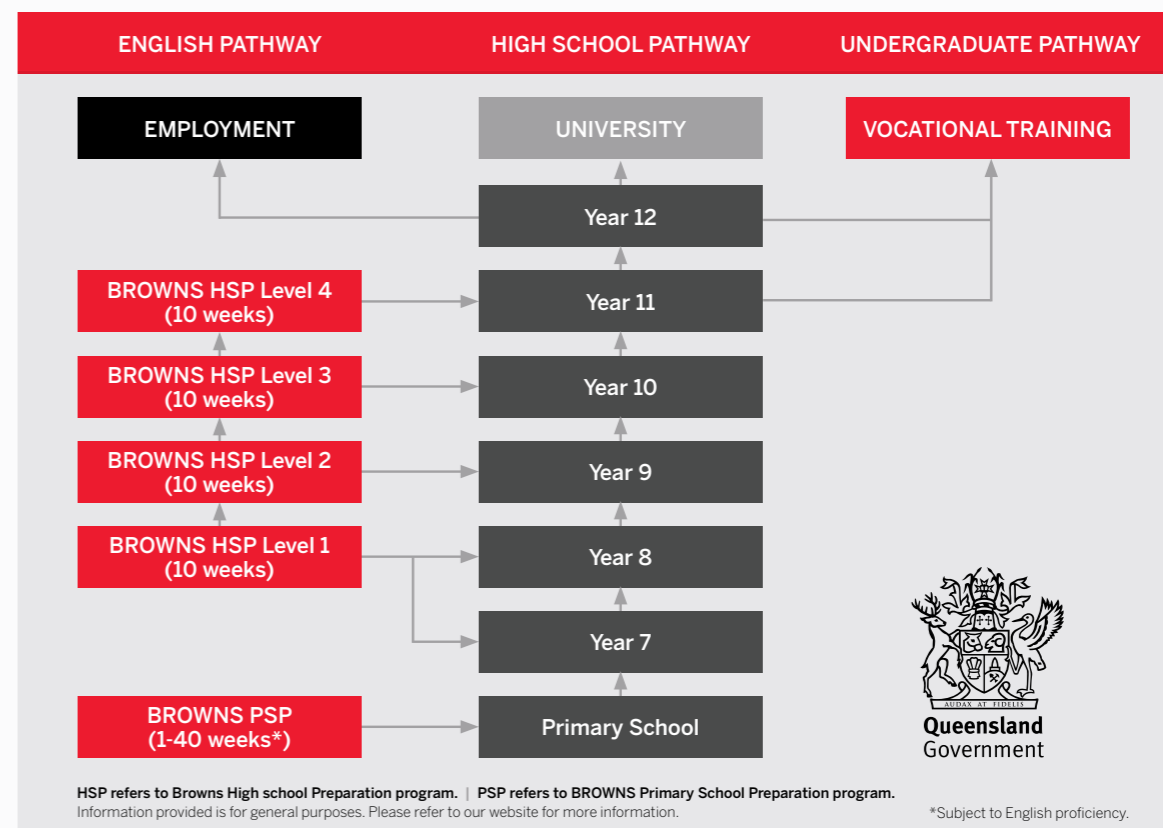 ENGLISH PATHWAY
HIGH SCHOOL PATHWAY
UNDERGRADUATE PATHWAY
EMPLOYMENT
UNIVERSITY
VOCATIONAL TRAINING
Year 12
BROWNS HSP Level 4
(10 weeks)
Year 11
BROWNS HSP Level 3
(10 weeks)
Year 10
BROWNS HSP Level 2
(10 weeks)
Year 9
BROWNS HSP Level 1
(10 weeks)
Year 8
Year 7
BROWNS PSP
(1-40 weeks*)
Primary School
AUDAX AT FIDELIS
Queensland
Government
HSP refers to Browns High school Preparation program. | PSP refers to BROWNS Primary School Preparation program.
Information provided is for general purposes. Please refer to our website for more information.
*Subject to English proficiency.